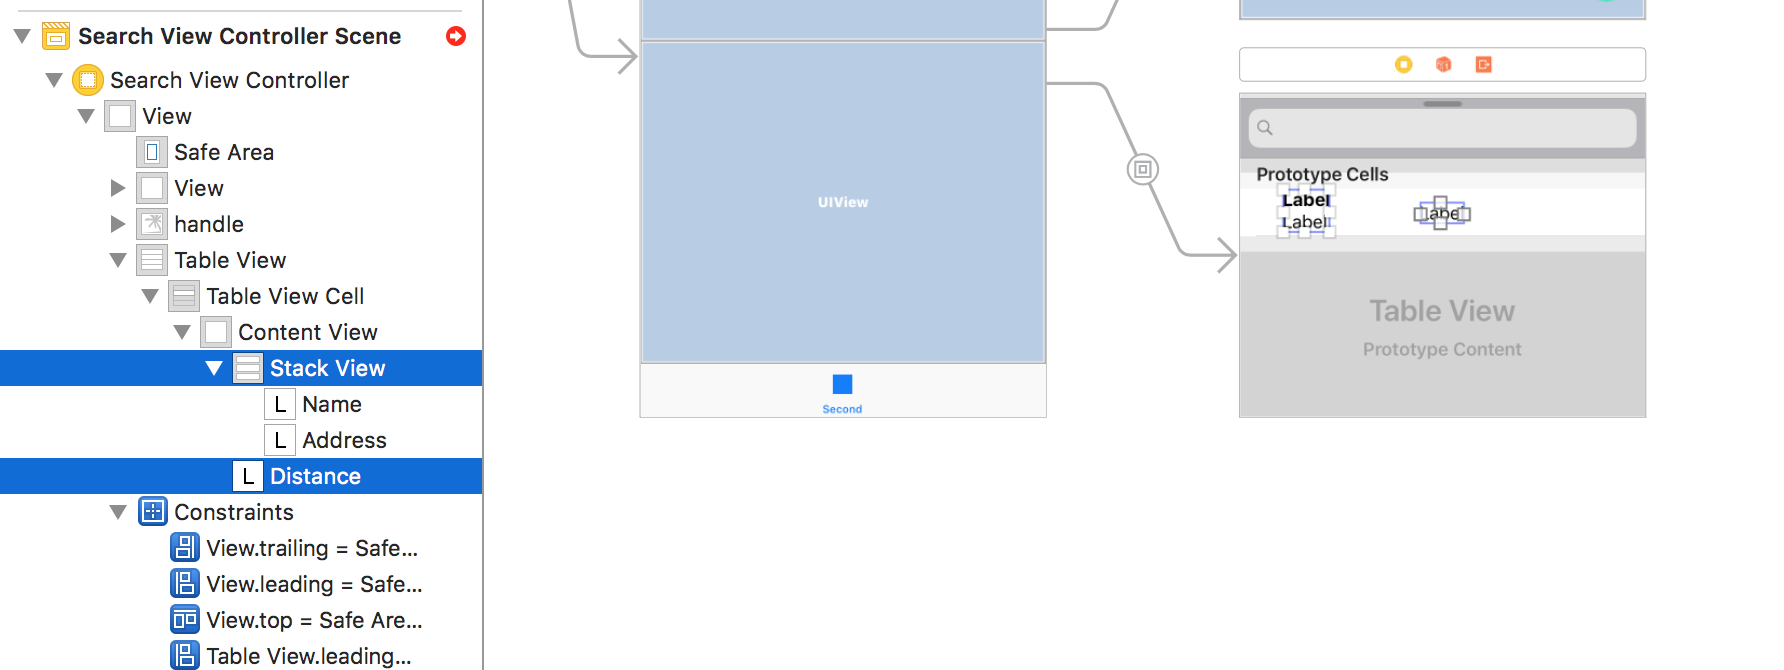 Search View Controller Scene
Search View Controller
View
Safe Area
View
handle
Table View
Table View Cell
Content View
Stack View
L Name
L Address
L Distance
Constraints
View.trailing = Safe...
View.leading = Safe...
View.top = Safe Are...
Table View.leading...
UIView
Second
Prototype Cells
Label
Label
Label
Table View
Prototype Content